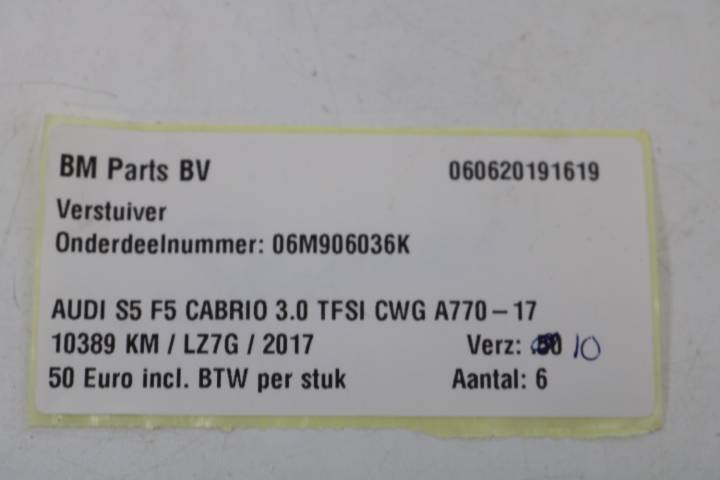 BM Parts BV 060620191619
Verstuiver
Onderdeelnummer: 06M906036K
AUDI S5 F5 CABRIO 3.0 TFSI CWG A770-17
10389 KM / LZ7G / 2017 Verz: 10
50 Euro incl. BTW per stuk Aantal: 6